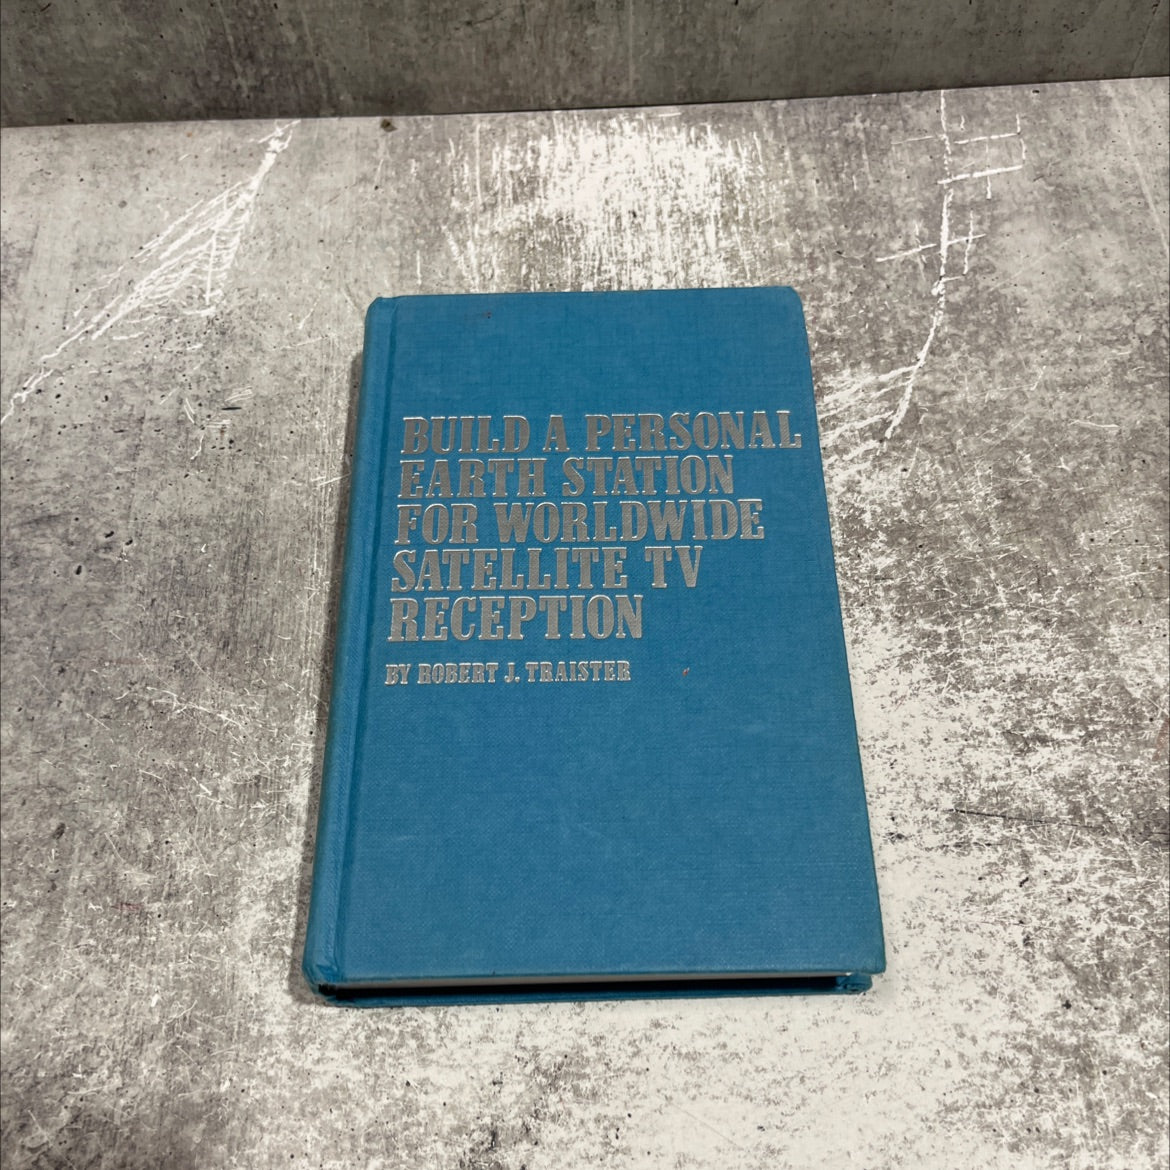 BUILD A PERSONAL
EARTH STATION
FOR WORLDWIDE
SATELLITE TV
RECEPTION
BY ROBERT J. TRAISTER